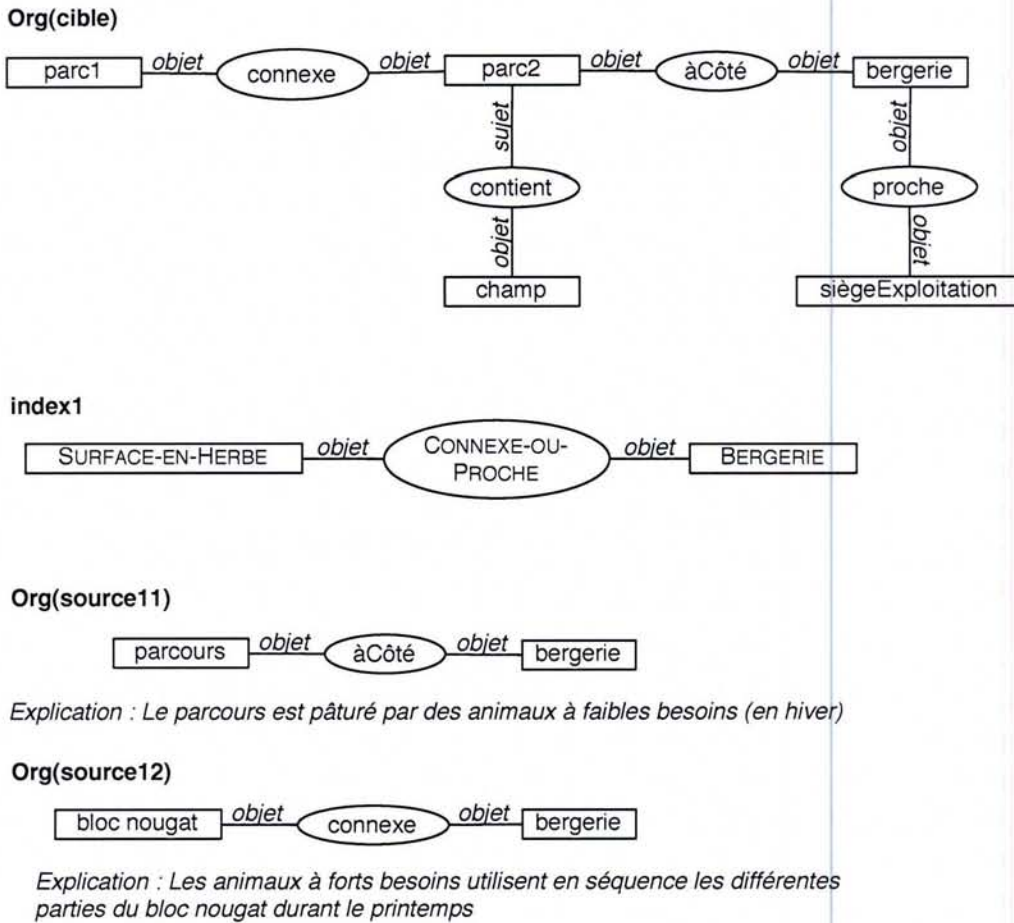 Org(cible)
parc1 objet connexe objet parc2 objet àCôté objet bergerie
sujet objet
contient proche
objet objet
champ siègeExploitation
index1
SURFACE-EN-HERBE objet CONNEXE-OU- objet BERGERIE
PROCHE
Org(source11)
parcours objet àCôté objet bergerie
Explication : Le parcours est pâturé par des animaux à faibles besoins (en hiver)
Org(source12)
bloc nougat objet connexe objet bergerie
Explication : Les animaux à forts besoins utilisent en séquence les différentes
parties du bloc nougat durant le printemps